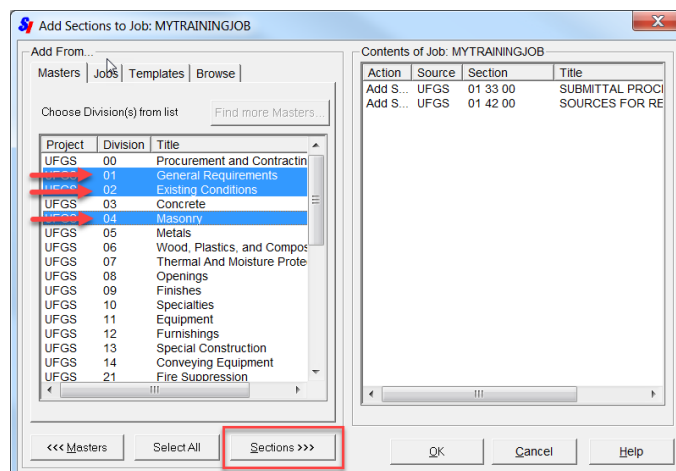 Add Sections to Job: MYTRAININGJOB
Add From...
Masters Jobs Templates Browse
Choose Division(s) from list Find more Masters...
Project Division Title
UFGS 00 Procurement and Contractin
UFGS 01 General Requirements
UFGS 02 Existing Conditions
UFGS 03 Concrete
UFGS 04 Masonry
UFGS 05 Metals
UFGS 06 Wood, Plastics, and Compos
UFGS 07 Thermal And Moisture Prote
UFGS 08 Openings
UFGS 09 Finishes
UFGS 10 Specialties
UFGS 11 Equipment
UFGS 12 Furnishings
UFGS 13 Special Construction
UFGS 14 Conveying Equipment
UFGS 21 Fire Suppression
<<< Masters Select All Sections >>>
Contents of Job: MYTRAININGJOB
Action Source Section Title
Add S... UFGS 01 33 00 SUBMITTAL PROCI
Add S... UFGS 01 42 00 SOURCES FOR RE
OK Cancel Help